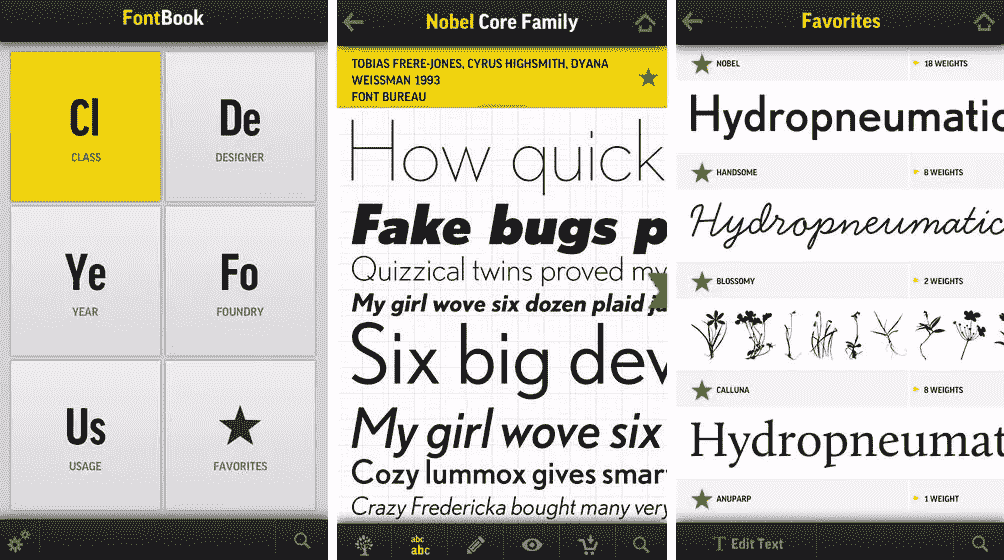 FontBook
Cl
CLASS
De
DESIGNER
Ye
YEAR
Fo
FOUNDRY
Us
USAGE
FAVORITES
Nobel Core Family
TOBIAS FRERE-JONES, CYRUS HIGHSMITH, DYANA
WEISSMAN 1993
FONT BUREAU
How quick
Fake bugs p
Quizzical twins proved my
My girl wove six dozen plaid ja
Six big dev
My girl wove six
Cozy lummox gives smar
Crazy Fredericka bought many very
abc
abc
Favorites
NOBEL
18 WEIGHTS
Hydropneumatic
HANDSOME
8 WEIGHTS
Hydropneumatic
BLOSSOMY
2 WEIGHTS
CALLUNA
8 WEIGHTS
Hydropneumat
ANUPARP
1 WEIGHT
T Edit Text